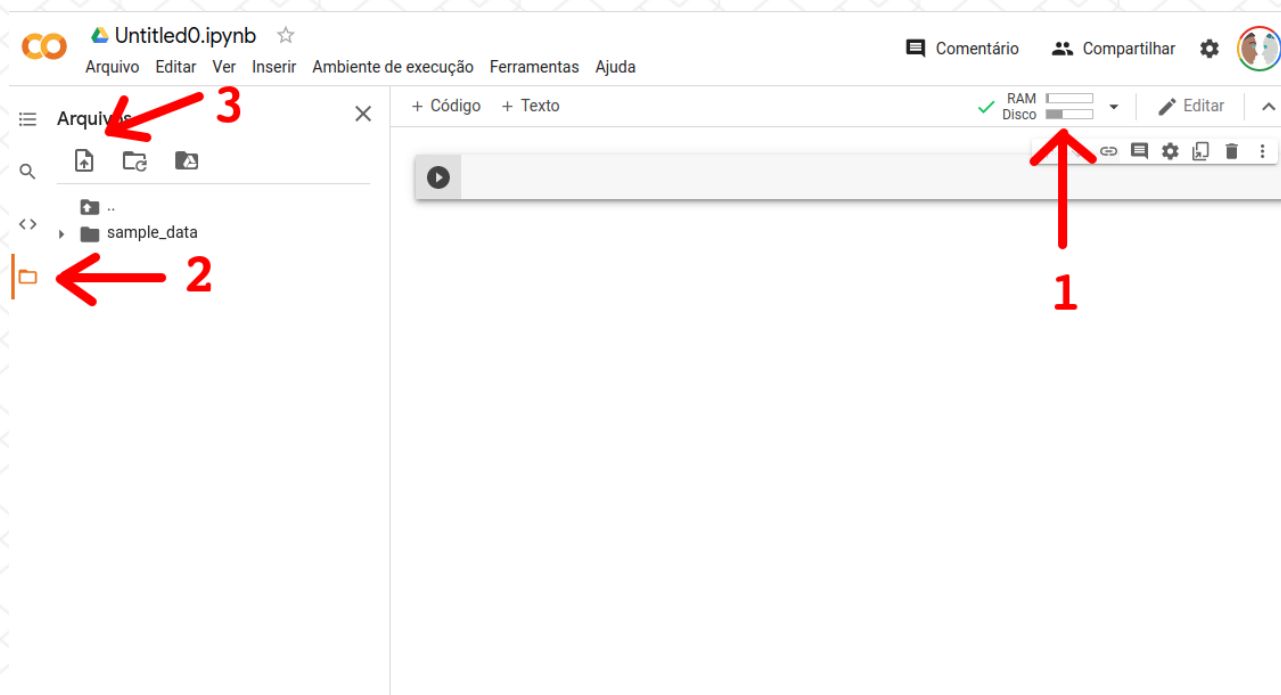 Untitled0.ipynb
Arquivo Editar Ver Inserir Ambiente de execução Ferramentas Ajuda
Comentário Compartilhar
Arquivos
3
+ Código + Texto
RAM
Disco
Editar
..
sample_data
2
1